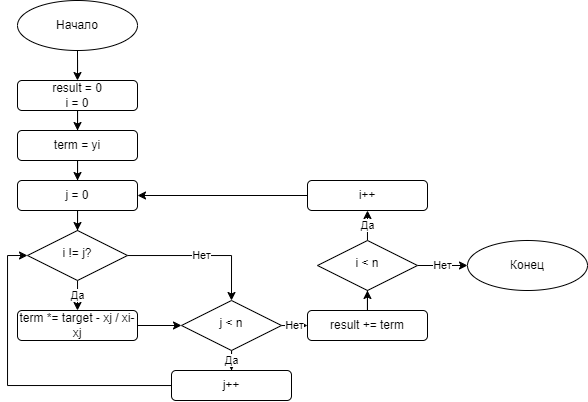 Начало
result = 0
i = 0
term = yi
j = 0
i++
Да
i != j?
Нет
i < n
Нет
Конец
Да
term *= target - xj / xi-
xj
j < n
Нет
result += term
Да
j++